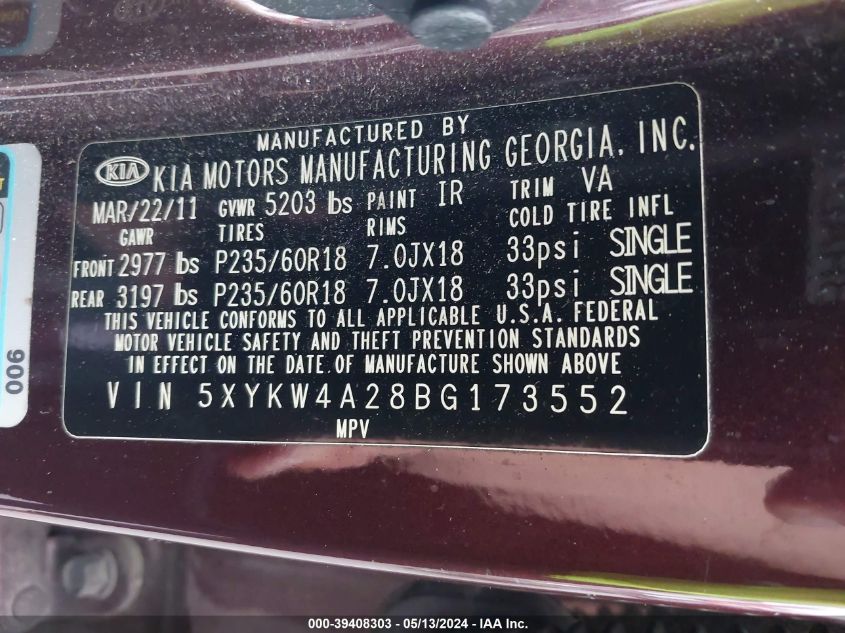 MANUFACTURED BY
KIA KIA MOTORS MANUFACTURING GEORGIA, INC.
MAR/22/11 GVWR 5203 lbs PAINT IR TRIM VA
GAWR TIRES RIMS COLD TIRE INFL
FRONT 2977 lbs P235/60R18 7.0JX18 33psi SINGLE
REAR 3197 lbs P235/60R18 7.0JX18 33psi SINGLE
THIS VEHICLE CONFORMS TO ALL APPLICABLE U.S.A. FEDERAL
MOTOR VEHICLE SAFETY AND THEFT PREVENTION STANDARDS
IN EFFECT ON THE DATE OF MANUFACTURE SHOWN ABOVE
VIN 5XYKW4A28BG173552
MPV
006
000-39408303 - 05/13/2024 - IAA Inc.